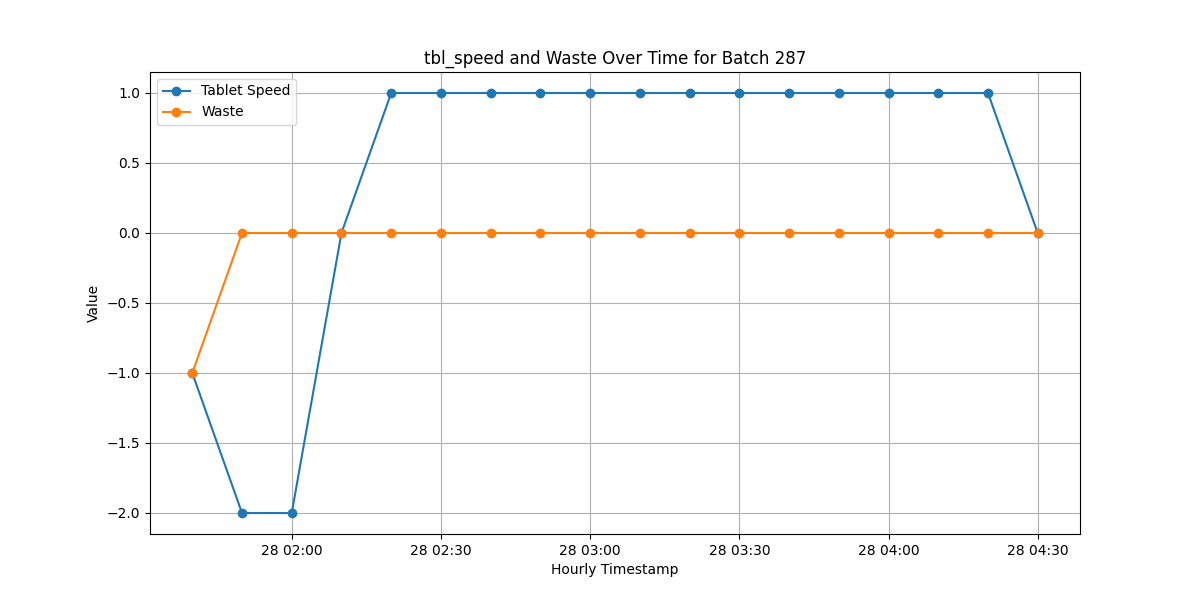 tbl_speed and Waste Over Time for Batch 287
Tablet Speed
Waste
1.0
0.5
0.0
−0.5
−1.0
−1.5
−2.0
Value
28 02:00 28 02:30 28 03:00 28 03:30 28 04:00 28 04:30
Hourly Timestamp